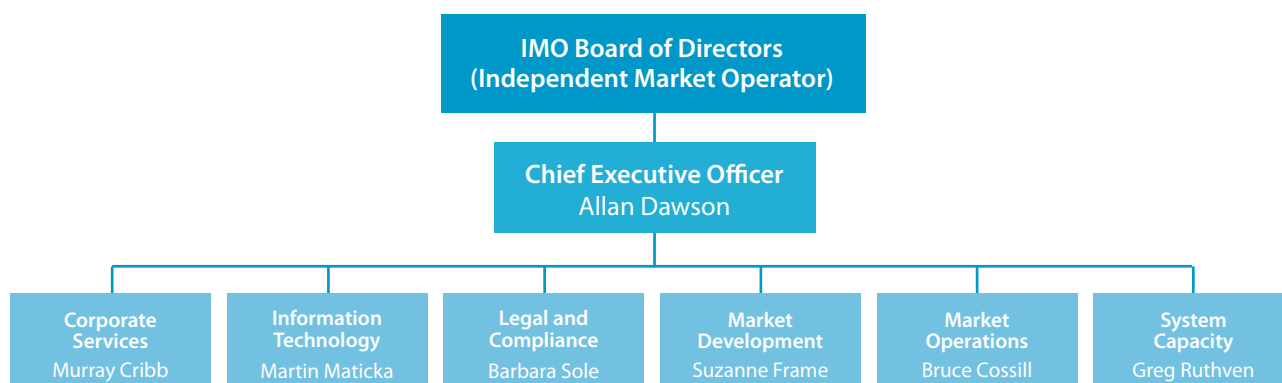 IMO Board of Directors
(Independent Market Operator)
Chief Executive Officer
Allan Dawson
Corporate
Services
Murray Cribb
Information
Technology
Martin Maticka
Legal and
Compliance
Barbara Sole
Market
Development
Suzanne Frame
Market
Operations
Bruce Cossill
System
Capacity
Greg Ruthven